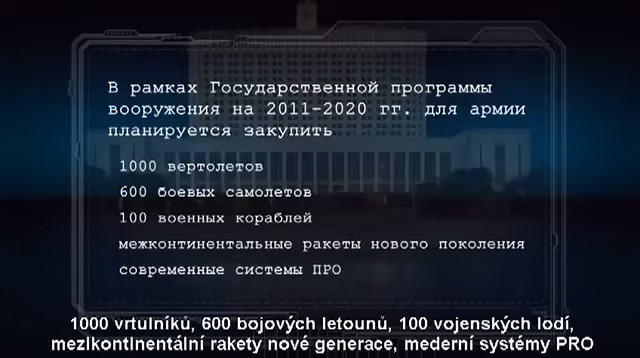 В рамках Государственной программы
вооружения на 2011-2020 гг. для армии
планируется закупить
1000 вертолетов
600 боевых самолетов
100 военных кораблей
межконтинентальные ракеты нового поколения
современные системы ПРО
1000 vrtulníků, 600 bojových letounů, 100 vojenských lodí,
mezikontinentální rakety nové generace, mederní systémy PRO